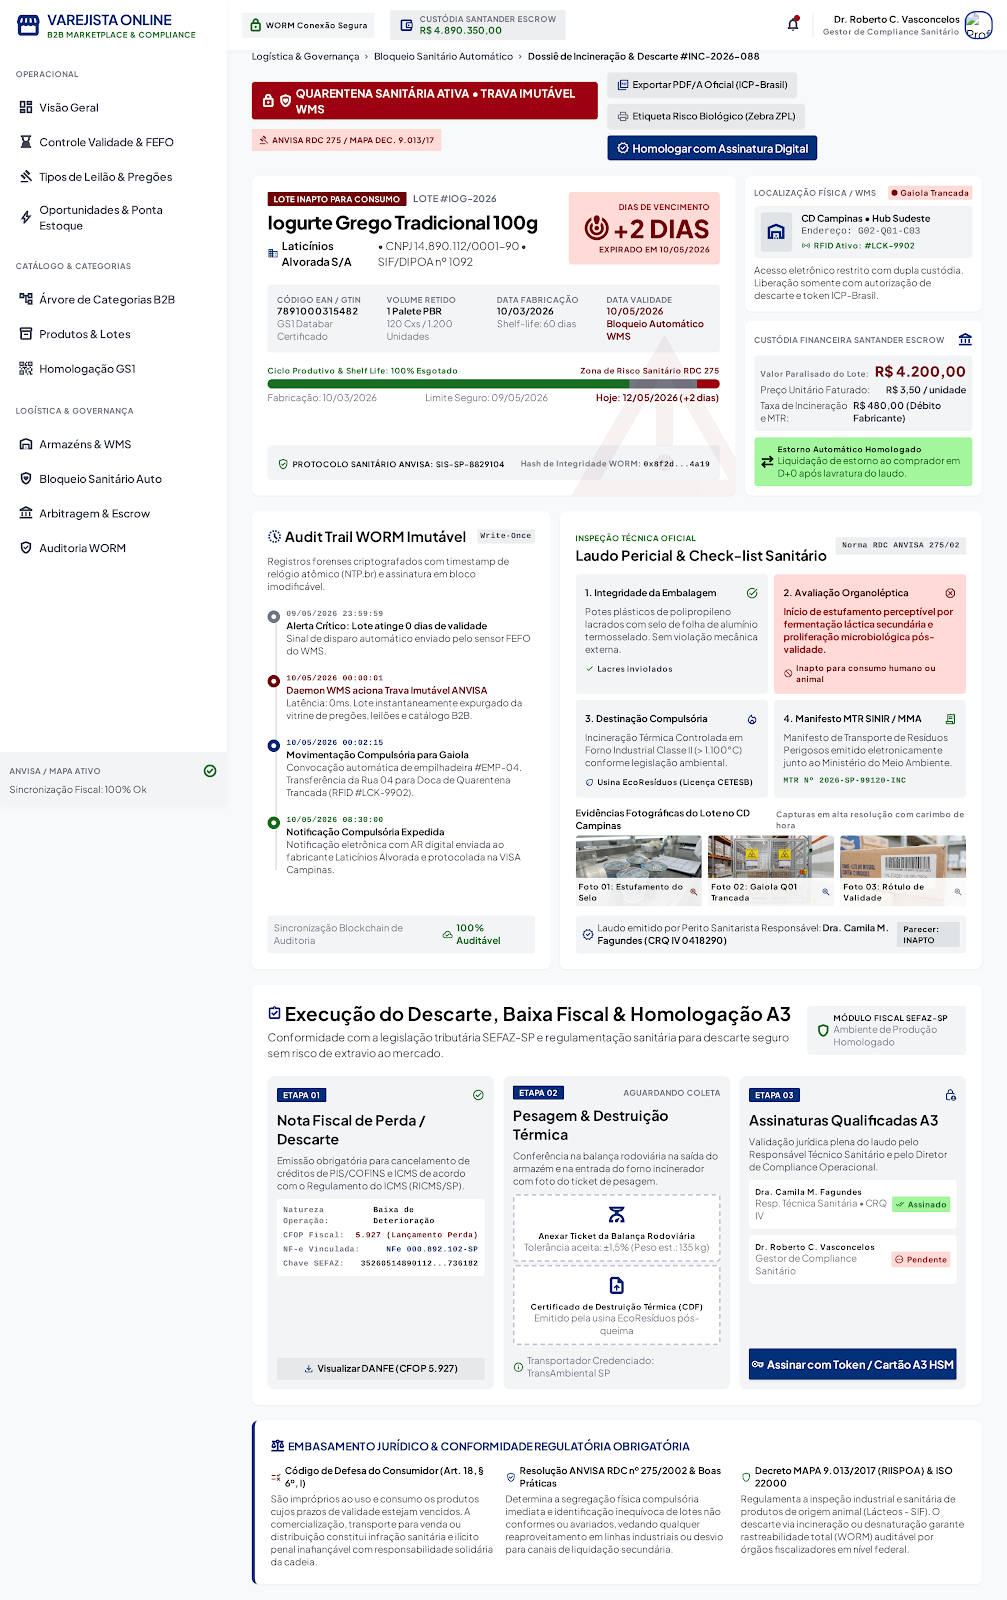 VAREJISTA ONLINE
B2B MARKETPLACE & COMPLIANCE
OPERACIONAL
Visão Geral
Controle Validade & FEFO
Tipos de Leilão & Pregões
Oportunidades & Ponta
Estoque
CATÁLOGO & CATEGORIAS
Árvore de Categorias B2B
Produtos & Lotes
Homologação GS1
LOGÍSTICA & GOVERNANÇA
Armazéns & WMS
Bloqueio Sanitário Auto
Arbitragem & Escrow
Auditoria WORM
ANVISA / MAPA ATIVO
Sincronização Fiscal: 100% Ok
WORM Conexão Segura
CUSTÓDIA SANTANDER ESCROW
R$ 4.890.350,00
Dr. Roberto C. Vasconcelos
Gestor de Compliance Sanitário
Logística & Governança › Bloqueio Sanitário Automático › Dossiê de Incineração & Descarte #INC-2026-088
QUARENTENA SANITÁRIA ATIVA • TRAVA IMUTÁVEL
WMS
ANVISA RDC 275 / MAPA DEC. 9.013/17
Exportar PDF/A Oficial (ICP-Brasil)
Etiqueta Risco Biológico (Zebra ZPL)
Homologar com Assinatura Digital
LOTE INAPTO PARA CONSUMO LOTE #IOG-2026
Iogurte Grego Tradicional 100g
Laticínios
Alvorada S/A
• CNPJ 14.890.112/0001-90 •
SIF/DIPOA nº 1092
DIAS DE VENCIMENTO
+2 DIAS
EXPIRADO EM 10/05/2026
CÓDIGO EAN / GTIN
7891000315482
GS1 Databar
Certificado
VOLUME RETIDO
1 Palete PBR
120 Cxs / 1.200
Unidades
DATA FABRICAÇÃO
10/03/2026
Shelf-life: 60 dias
DATA VALIDADE
10/05/2026
Bloqueio Automático
WMS
Ciclo Produtivo & Shelf Life: 100% Esgotado
Zona de Risco Sanitário RDC 275
Fabricação: 10/03/2026
Limite Seguro: 09/05/2026
Hoje: 12/05/2026 (+2 dias)
PROTOCOLO SANITÁRIO ANVISA: SIS-SP-8829104
Hash de Integridade WORM: 0x8f2d...4a19
LOCALIZAÇÃO FÍSICA / WMS
Gaiola Trancada
CD Campinas • Hub Sudeste
Endereço: G02-Q01-C03
RFID Ativo: #LCK-9902
Acesso eletrônico restrito com dupla custódia.
Liberação somente com autorização de
descarte e token ICP-Brasil.
CUSTÓDIA FINANCEIRA SANTANDER ESCROW
Valor Paralisado do Lote: R$ 4.200,00
Preço Unitário Faturado: R$ 3,50 / unidade
Taxa de Incineração
e MTR:
R$ 480,00 (Débito
Fabricante)
Estorno Automático Homologado
Liquidação de estorno ao comprador em
D+0 após lavratura do laudo.
Audit Trail WORM Imutável
Write-Once
Registros forenses criptografados com timestamp de
relógio atômico (NTP.br) e assinatura em bloco
imodificável.
09/05/2026 23:59:59
Alerta Crítico: Lote atinge 0 dias de validade
Sinal de disparo automático enviado pelo sensor FEFO
do WMS.
10/05/2026 00:00:01
Daemon WMS aciona Trava Imutável ANVISA
Latência: 0ms. Lote instantaneamente expurgado da
vitrine de pregões, leilões e catálogo B2B.
10/05/2026 00:02:15
Movimentação Compulsória para Gaiola
Convocação automática de empilhadeira #EMP-04.
Transferência da Rua 04 para Doca de Quarentena
Trancada (RFID #LCK-9902).
10/05/2026 08:30:00
Notificação Compulsória Expedida
Notificação eletrônica com AR digital enviada ao
fabricante Laticínios Alvorada e protocolada na VISA
Campinas.
Sincronização Blockchain de
Auditoria
100%
Auditável
INSPEÇÃO TÉCNICA OFICIAL
Laudo Pericial & Check-list Sanitário
Norma RDC ANVISA 275/02
1. Integridade da Embalagem
Potes plásticos de polipropileno
lacrados com selo de folha de alumínio
termosselado. Sem violação mecânica
externa.
Lacres inviolados
2. Avaliação Organoléptica
Início de estufamento perceptível por
fermentação láctica secundária e
proliferação microbiológica pós-
validade.
Inapto para consumo humano ou
animal
3. Destinação Compulsória
Incineração Térmica Controlada em
Forno Industrial Classe II (> 1.100°C)
conforme legislação ambiental.
Usina EcoResíduos (Licença CETESB)
4. Manifesto MTR SINIR / MMA
Manifesto de Transporte de Resíduos
Perigosos emitido eletronicamente
junto ao Ministério do Meio Ambiente.
MTR Nº 2026-SP-99120-INC
Evidências Fotográficas do Lote no CD
Campinas
Capturas em alta resolução com carimbo de
hora
Foto 01: Estufamento do
Selo
Foto 02: Gaiola Q01
Trancada
Foto 03: Rótulo de
Validade
Laudo emitido por Perito Sanitarista Responsável: Dra. Camila M.
Fagundes (CRQ IV 0418290)
Parecer:
INAPTO
Execução do Descarte, Baixa Fiscal & Homologação A3
Conformidade com a legislação tributária SEFAZ-SP e regulamentação sanitária para descarte seguro
sem risco de extravio ao mercado.
MÓDULO FISCAL SEFAZ-SP
Ambiente de Produção
Homologado
ETAPA 01
Nota Fiscal de Perda /
Descarte
Emissão obrigatória para cancelamento de
créditos de PIS/COFINS e ICMS de acordo
com o Regulamento do ICMS (RICMS/SP).
Natureza
Operação:
Baixa de
Deterioração
CFOP Fiscal: 5.927 (Lançamento Perda)
NF-e Vinculada: NFe 000.892.102-SP
Chave SEFAZ: 35260514890112...736182
Visualizar DANFE (CFOP 5.927)
ETAPA 02
AGUARDANDO COLETA
Pesagem & Destruição
Térmica
Conferência na balança rodoviária na saída do
armazém e na entrada do forno incinerador
com foto do ticket de pesagem.
Anexar Ticket da Balança Rodoviária
Tolerância aceita: ±1,5% (Peso est.: 135 kg)
Certificado de Destruição Térmica (CDF)
Emitido pela usina EcoResíduos pós-
queima
Transportador Credenciado:
TransAmbiental SP
ETAPA 03
Assinaturas Qualificadas A3
Validação jurídica plena do laudo pelo
Responsável Técnico Sanitário e pelo Diretor
de Compliance Operacional.
Dra. Camila M. Fagundes
Resp. Técnica Sanitária • CRQ
IV
Assinado
Dr. Roberto C. Vasconcelos
Gestor de Compliance
Sanitário
Pendente
Assinar com Token / Cartão A3 HSM
EMBASAMENTO JURÍDICO & CONFORMIDADE REGULATÓRIA OBRIGATÓRIA
Código de Defesa do Consumidor (Art. 18, §
6º, I)
São impróprios ao uso e consumo os produtos
cujos prazos de validade estejam vencidos. A
comercialização, transporte para venda ou
distribuição constitui infração sanitária e ilícito
penal inafiançável com responsabilidade solidária
da cadeia.
Resolução ANVISA RDC nº 275/2002 & Boas
Práticas
Determina a segregação física compulsória
imediata e identificação inequívoca de lotes não
conformes ou avariados, vedando qualquer
reaproveitamento em linhas industriais ou desvio
para canais de liquidação secundária.
Decreto MAPA 9.013/2017 (RIISPOA) & ISO
22000
Regulamenta a inspeção industrial e sanitária de
produtos de origem animal (Lácteos - SIF). O
descarte via incineração ou desnaturação garante
rastreabilidade total (WORM) auditável por
órgãos fiscalizadores em nível federal.